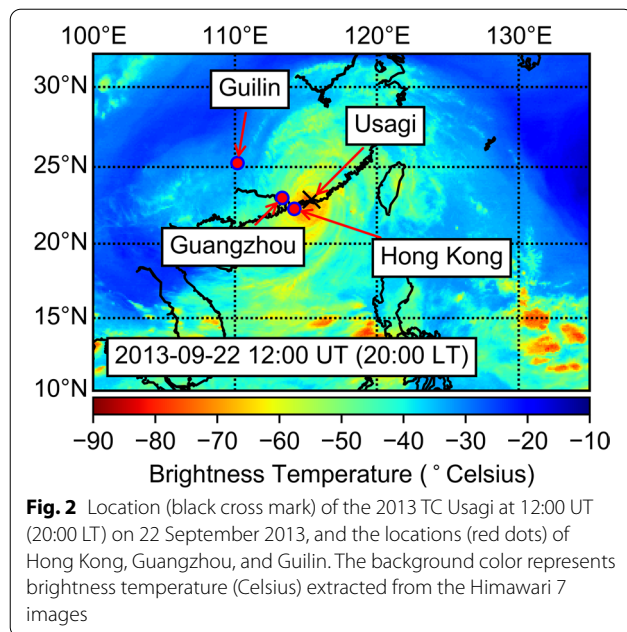 100°E 110°E 120°E 130°E
30°N
Guilin
Usagi
25°N
20°N
Guangzhou
Hong Kong
15°N
2013-09-22 12:00 UT (20:00 LT)
10°N
−90 −80 −70 −60 −50 −40 −30 −20 −10
Brightness Temperature (° Celsius)
Fig. 2 Location (black cross mark) of the 2013 TC Usagi at 12:00 UT
(20:00 LT) on 22 September 2013, and the locations (red dots) of
Hong Kong, Guangzhou, and Guilin. The background color represents
brightness temperature (Celsius) extracted from the Himawari 7
images